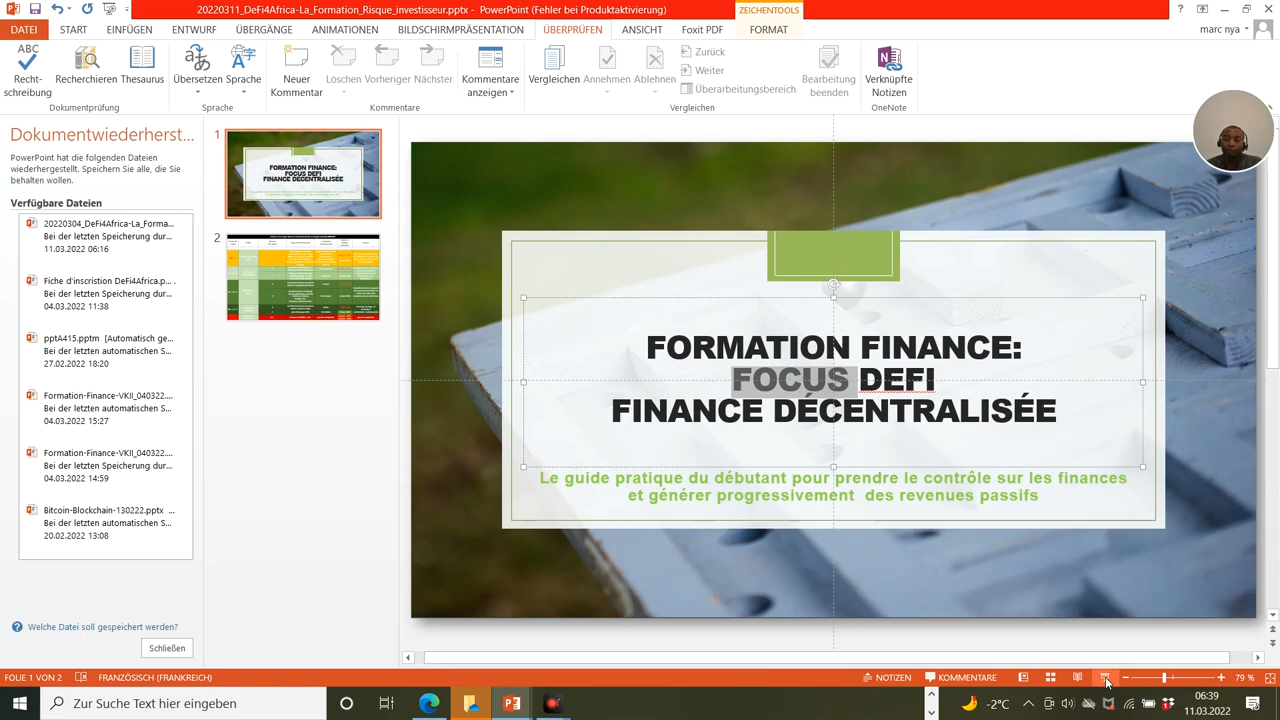 20220311_DeFi4Africa-La_Formation_Risque_investisseur.pptx - PowerPoint (Fehler bei Produktaktivierung)
ZEICHENTOOLS
DATEI START EINFÜGEN ENTWURF ÜBERGÄNGE ANIMATIONEN BILDSCHIRMPRÄSENTATION ÜBERPRÜFEN ANSICHT Foxit PDF FORMAT marc nya
Recht-
schreibung
Recherchieren
Thesaurus
Übersetzen
Sprache
Neuer
Kommentar
Löschen
Vorheriger
Nächster
Kommentare
anzeigen
Vergleichen
Annehmen
Ablehnen
Zurück
Weiter
Überarbeitungsbereich
Bearbeitung
beenden
Verknüpfte
Notizen
Dokumentprüfung Sprache Kommentare Vergleichen OneNote
Dokumentwiederherst...
PowerPoint hat die folgenden Dateien
wiederhergestellt. Speichern Sie alle, die Sie
behalten wollen.
Verfügbare Dateien
20220304_DeFi4Africa-La_Forma...
Bei der letzten Speicherung dur...
11.03.2022 06:16
Fiche d'inscristion DeFi4Africa.p...
Bei der letzten Speicherung dur...
04.03.2022 11:38
pptA415.pptm [Automatisch ge...
Bei der letzten automatischen S...
27.02.2022 18:20
Formation-Finance-VKII_040322...
Bei der letzten automatischen S...
04.03.2022 15:27
Formation-Finance-VKII_040322...
Bei der letzten Speicherung dur...
04.03.2022 14:59
Bitcoin-Blockchain-130222.pptx ...
Bei der letzten automatischen S...
20.02.2022 13:08
Welche Datei soll gespeichert werden?
Schließen
1
FORMATION FINANCE:
FOCUS DEFI
FINANCE DÉCENTRALISÉE
2
FORMATION FINANCE:
FOCUS DEFI
FINANCE DÉCENTRALISÉE
Le guide pratique du débutant pour prendre le contrôle sur les finances
et générer progressivement des revenues passifs
FOLIE 1 VON 2 FRANZÖSISCH (FRANKREICH) NOTIZEN KOMMENTARE 79 %
Zur Suche Text hier eingeben
-2°C
06:39
11.03.2022